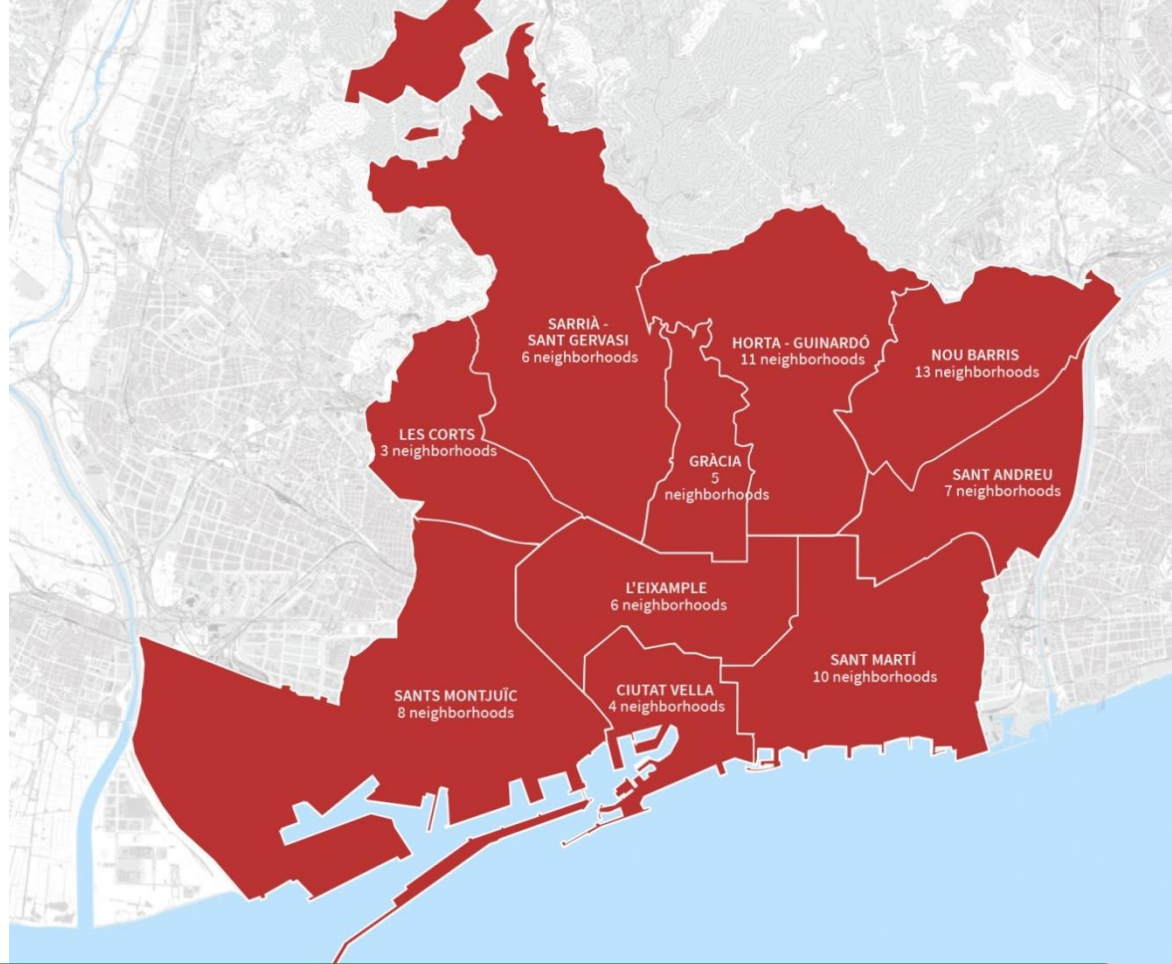 SARRIÀ -
SANT GERVASI
6 neighborhoods
HORTA - GUINARDÓ
11 neighborhoods
NOU BARRIS
13 neighborhoods
LES CORTS
3 neighborhoods
GRÀCIA
5
neighborhoods
SANT ANDREU
7 neighborhoods
L'EIXAMPLE
6 neighborhoods
SANT MARTÍ
10 neighborhoods
SANTS MONTJUÏC
8 neighborhoods
CIUTAT VELLA
4 neighborhoods